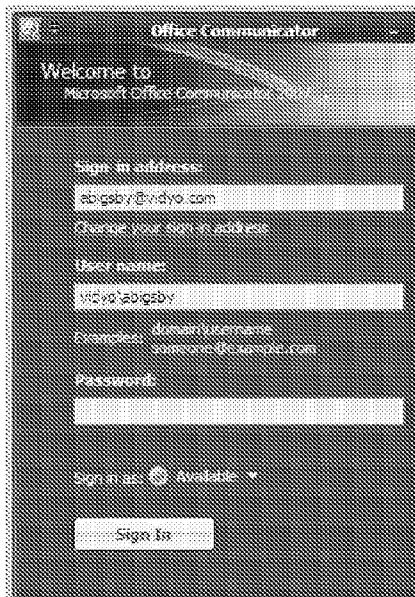 Office Communicator
Welcome to
Microsoft Office Communicator
Sign-in address:
abigsby@vidyo.com
Change your sign-in address
User name:
vidyo\abigsby
Examples: domain\username
someone@example.com
Password:
Sign in as: Available
Sign In